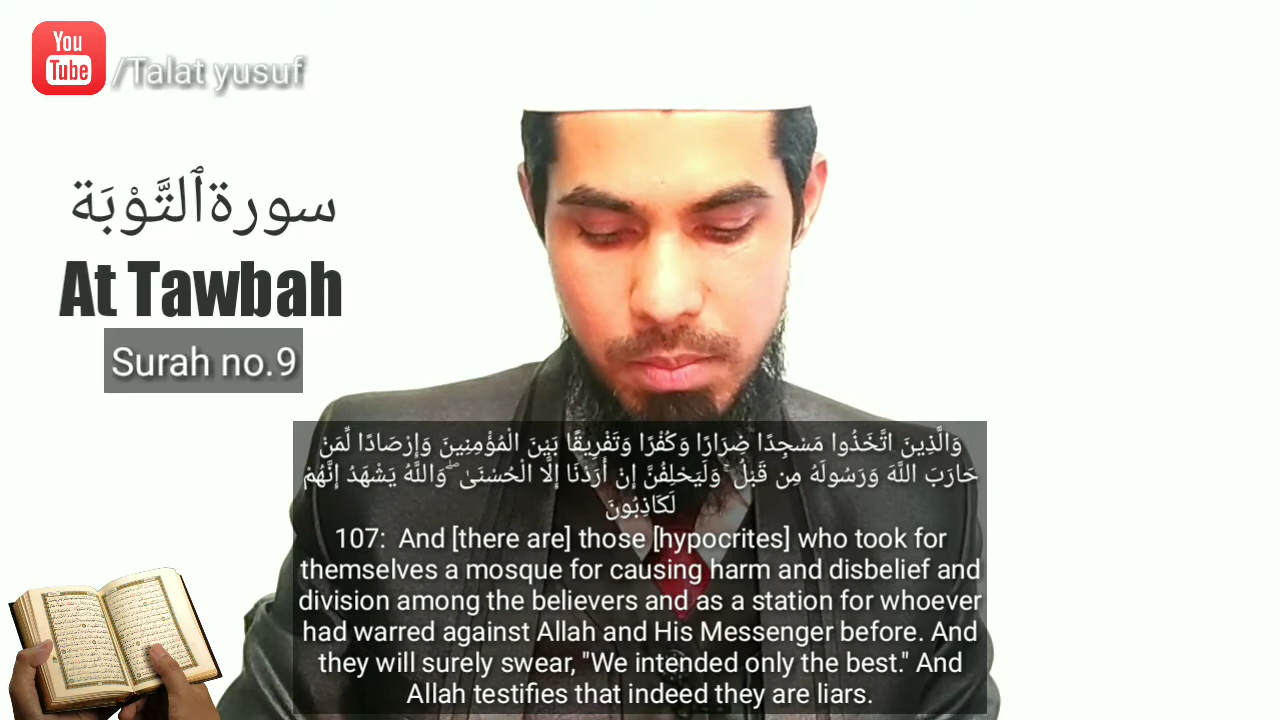 You
Tube
/Talat yusuf
سورةٱلتَّوْبَة
At Tawbah
Surah no.9
وَالَّذِينَ اتَّخَذُوا مَسْجِدًا ضِرَارًا وَكُفْرًا وَتَفْرِيقًا بَيْنَ الْمُؤْمِنِينَ وَإِرْصَادًا لِّمَنْ
حَارَبَ اللَّهَ وَرَسُولَهُ مِن قَبْلُ ۚ وَلَيَحْلِفُنَّ إِنْ أَرَدْنَا إِلَّا الْحُسْنَىٰ ۖ وَاللَّهُ يَشْهَدُ إِنَّهُمْ
لَكَاذِبُونَ
107:  And [there are] those [hypocrites] who took for
themselves a mosque for causing harm and disbelief and
division among the believers and as a station for whoever
had warred against Allah and His Messenger before. And
they will surely swear, "We intended only the best." And
Allah testifies that indeed they are liars.